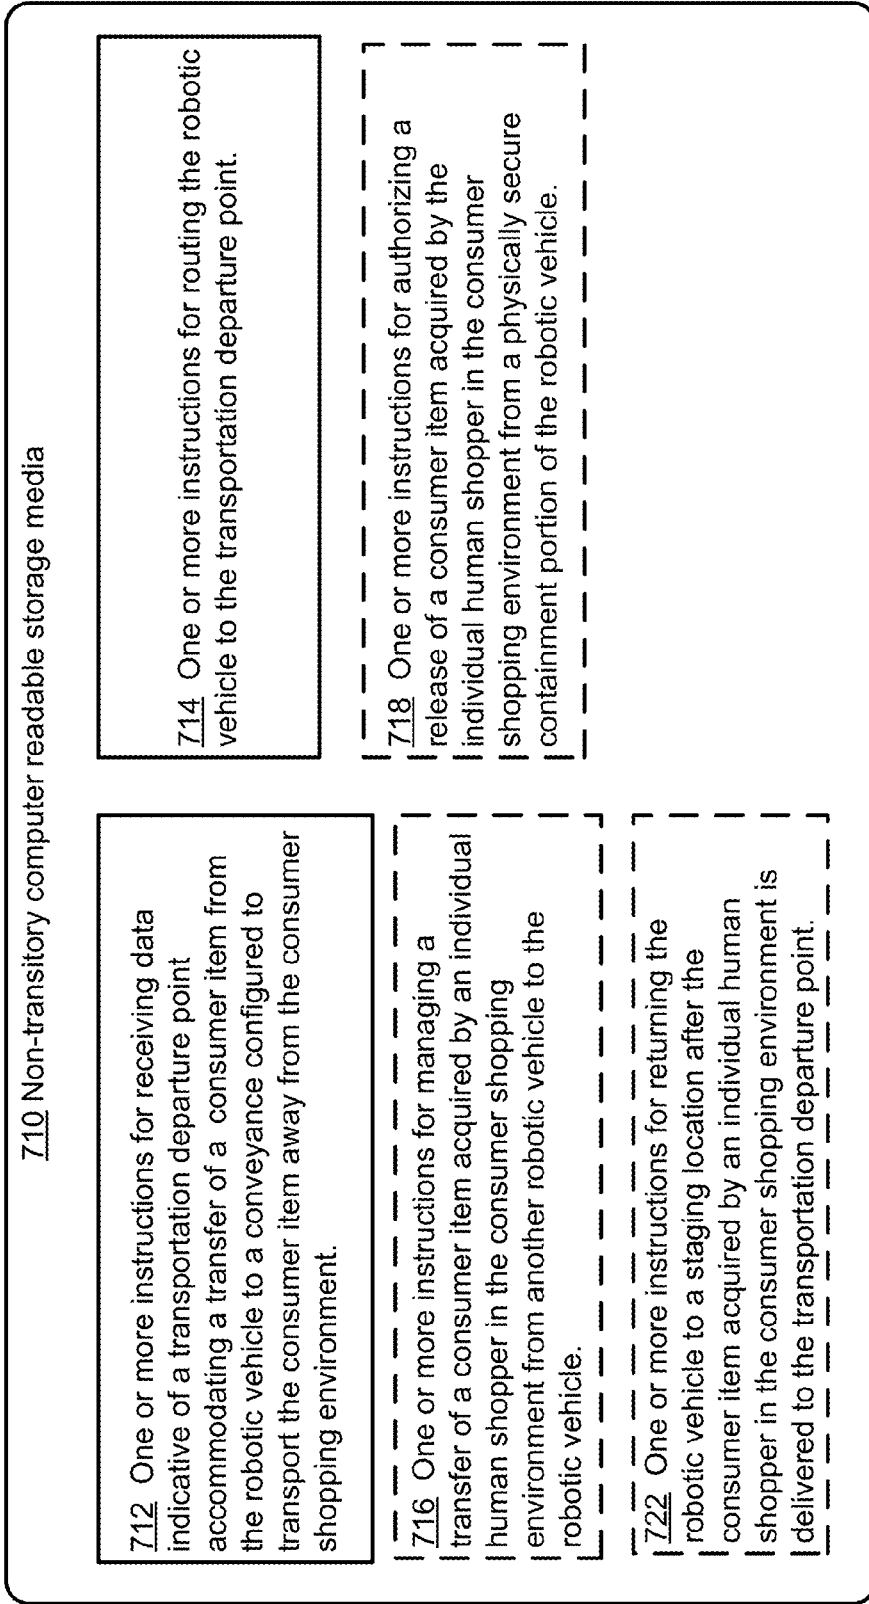 710 Non-transitory computer readable storage media
712 One or more instructions for receiving data
indicative of a transportation departure point
accommodating a transfer of a consumer item from
the robotic vehicle to a conveyance configured to
transport the consumer item away from the consumer
shopping environment.
714 One or more instructions for routing the robotic
vehicle to the transportation departure point.
716 One or more instructions for managing a
transfer of a consumer item acquired by an individual
human shopper in the consumer shopping
environment from another robotic vehicle to the
robotic vehicle.
718 One or more instructions for authorizing a
release of a consumer item acquired by the
individual human shopper in the consumer
shopping environment from a physically secure
containment portion of the robotic vehicle.
722 One or more instructions for returning the
robotic vehicle to a staging location after the
consumer item acquired by an individual human
shopper in the consumer shopping environment is
delivered to the transportation departure point.